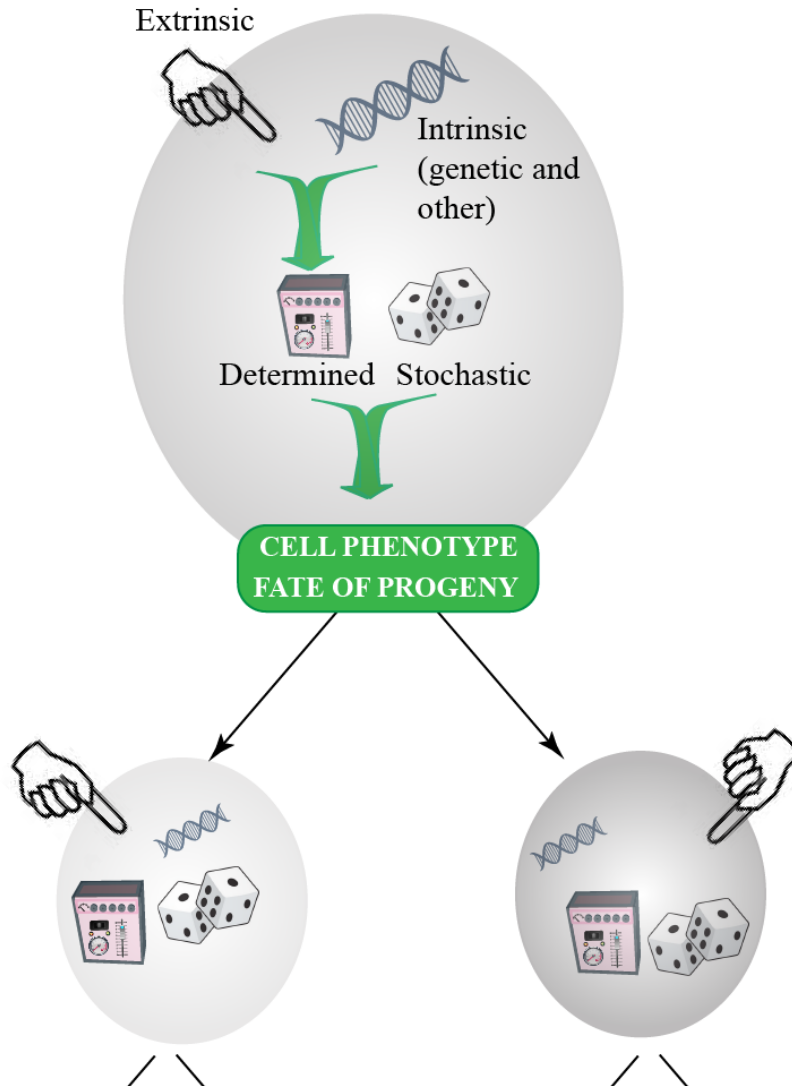 Extrinsic
Intrinsic
(genetic and
other)
Determined Stochastic
CELL PHENOTYPE
FATE OF PROGENY